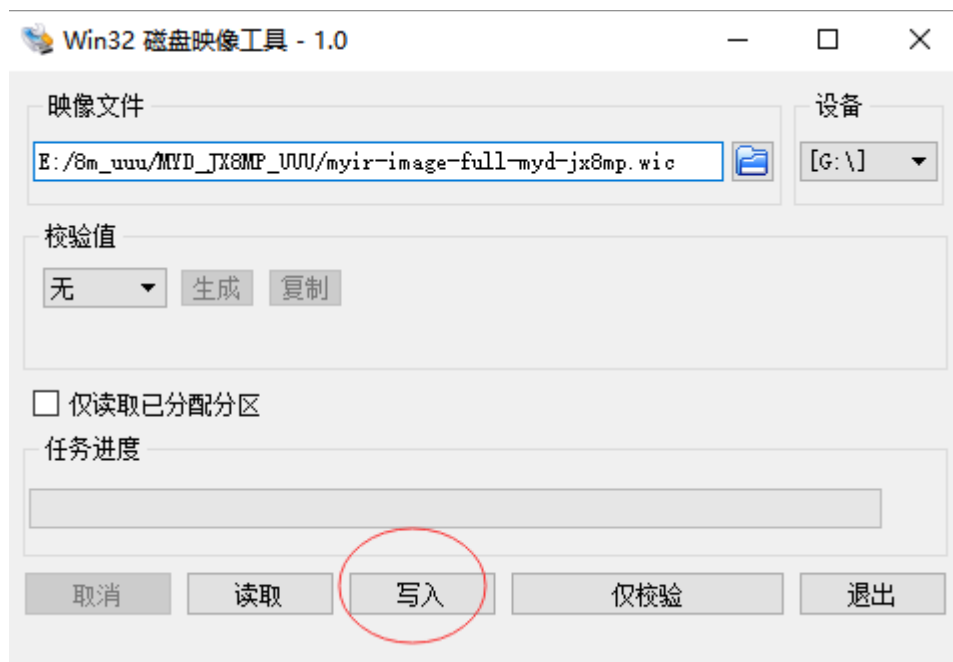 Win32 磁盘映像工具 - 1.0
映像文件
设备
E:/8m_uuu/MYD_JX8MP_UUU/myir-image-full-myd-jx8mp.wic
[G:\]
校验值
无 生成 复制
仅读取已分配分区
任务进度
取消 读取 写入 仅校验 退出